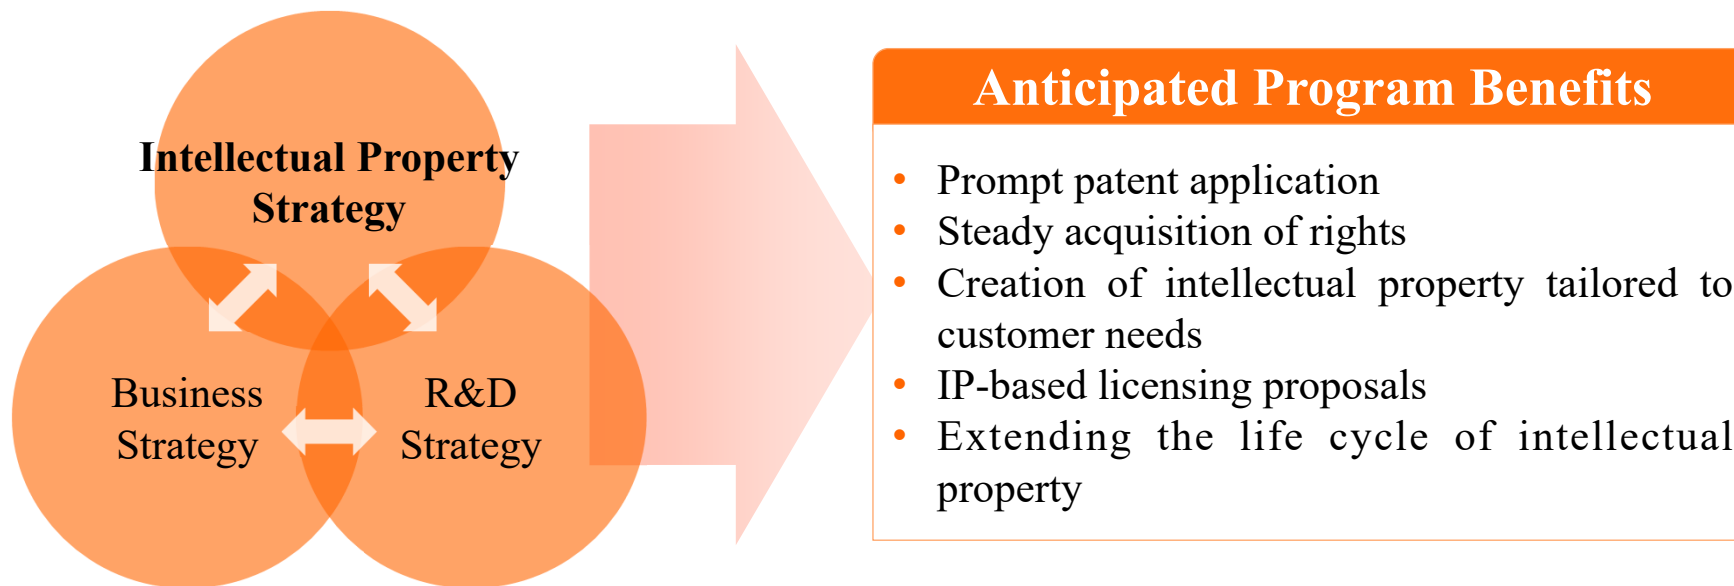 Intellectual Property
Strategy
Business
Strategy
R&D
Strategy
Anticipated Program Benefits
• Prompt patent application
• Steady acquisition of rights
• Creation of intellectual property tailored to
customer needs
• IP-based licensing proposals
• Extending the life cycle of intellectual
property